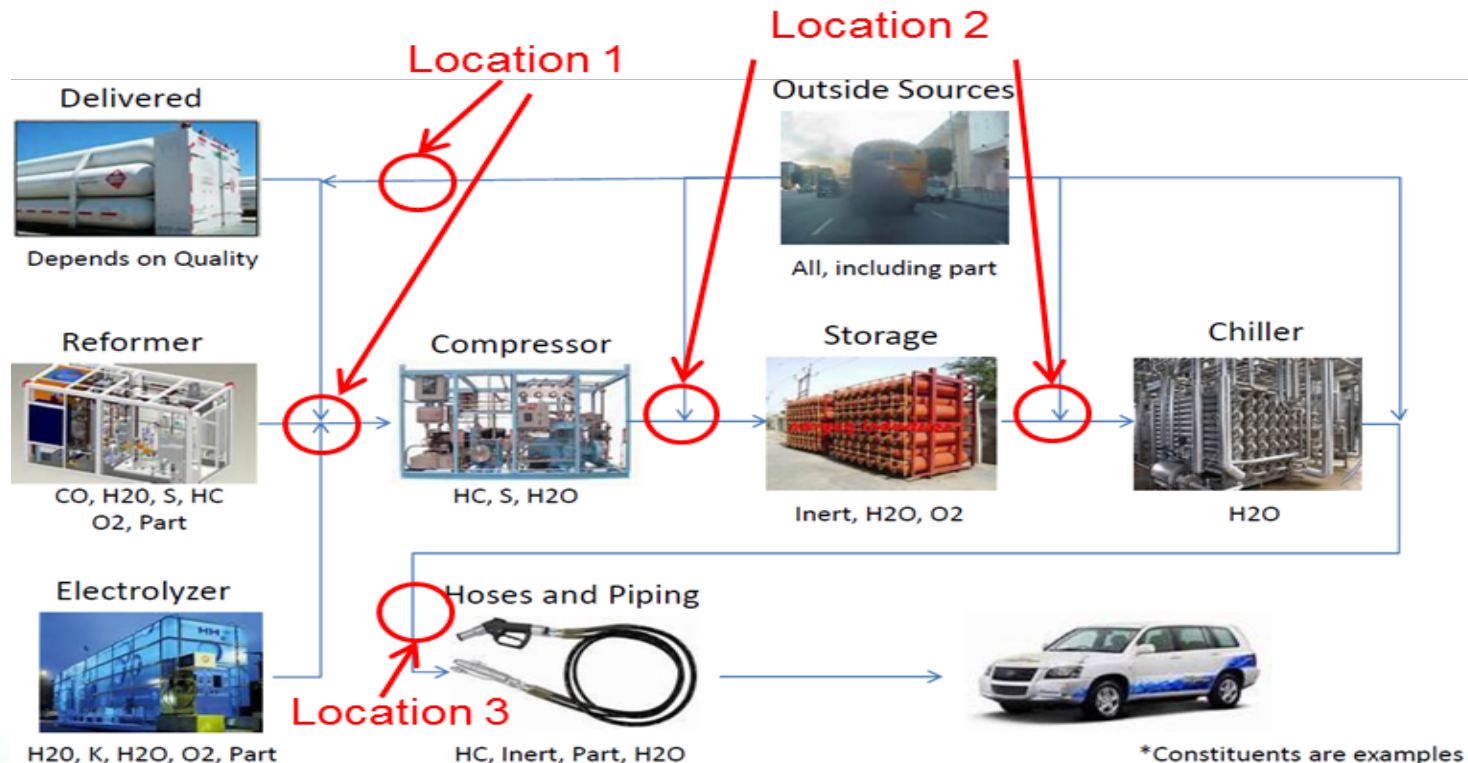 Location 1
Location 2
Delivered
Outside Sources
Depends on Quality
All, including part
Reformer
Compressor
Storage
Chiller
CO, H20, S, HC
O2, Part
HC, S, H2O
Inert, H2O, O2
H2O
Electrolyzer
Hoses and Piping
Location 3
H20, K, H2O, O2, Part
HC, Inert, Part, H2O
*Constituents are examples